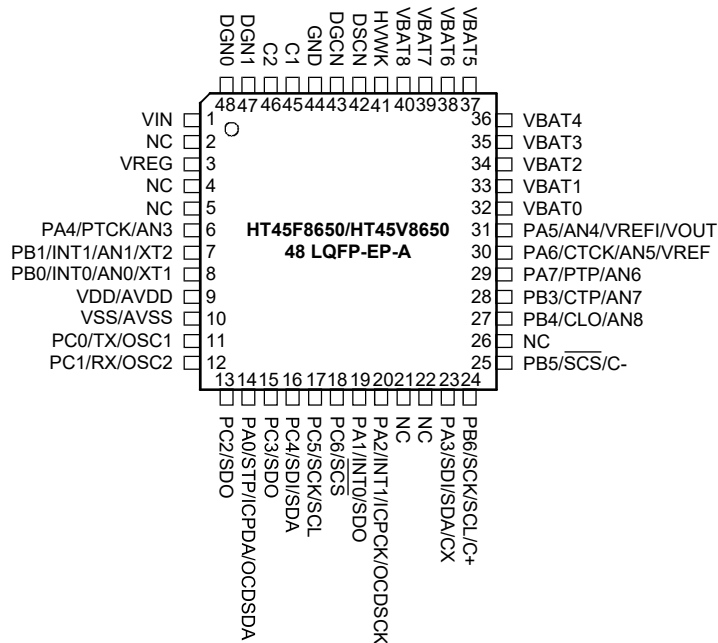 DGN0
DGN1
C2
C1
GND
DGCN
DSCN
HVWK
VBAT8
VBAT7
VBAT6
VBAT5
48 47 46 45 44 43 42 41 40 39 38 37
VIN 1
NC 2
VREG 3
NC 4
NC 5
PA4/PTCK/AN3 6
PB1/INT1/AN1/XT2 7
PB0/INT0/AN0/XT1 8
VDD/AVDD 9
VSS/AVSS 10
PC0/TX/OSC1 11
PC1/RX/OSC2 12
HT45F8650/HT45V8650
48 LQFP-EP-A
36 VBAT4
35 VBAT3
34 VBAT2
33 VBAT1
32 VBAT0
31 PA5/AN4/VREFI/VOUT
30 PA6/CTCK/AN5/VREF
29 PA7/PTP/AN6
28 PB3/CTP/AN7
27 PB4/CLO/AN8
26 NC
25 PB5/SCS/C-
13 14 15 16 17 18 19 20 21 22 23 24
PC2/SDO
PA0/STP/ICPDA/OCDSDA
PC3/SDO
PC4/SDI/SDA
PC5/SCK/SCL
PC6/SCS
PA1/INT0/SDO
PA2/INT1/ICPCK/OCDSCK
NC
NC
PA3/SDI/SDA/CX
PB6/SCK/SCL/C+